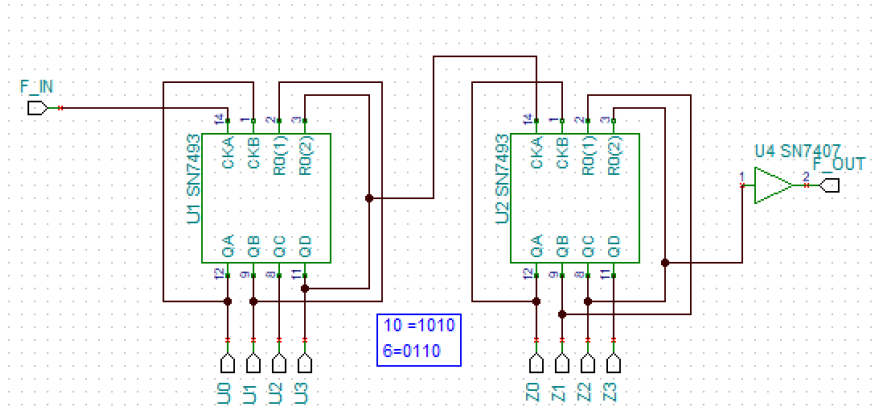 F_IN
14 1 2 3
CKA CKB R0(1) R0(2)
U1 SN7493
QA QB QC QD
12 9 8 11
U0 U1 U2 U3
10 =1010
6=0110
14 1 2 3
CKA CKB R0(1) R0(2)
U2 SN7493
QA QB QC QD
12 9 8 11
Z0 Z1 Z2 Z3
U4 SN7407
F_OUT
1 2